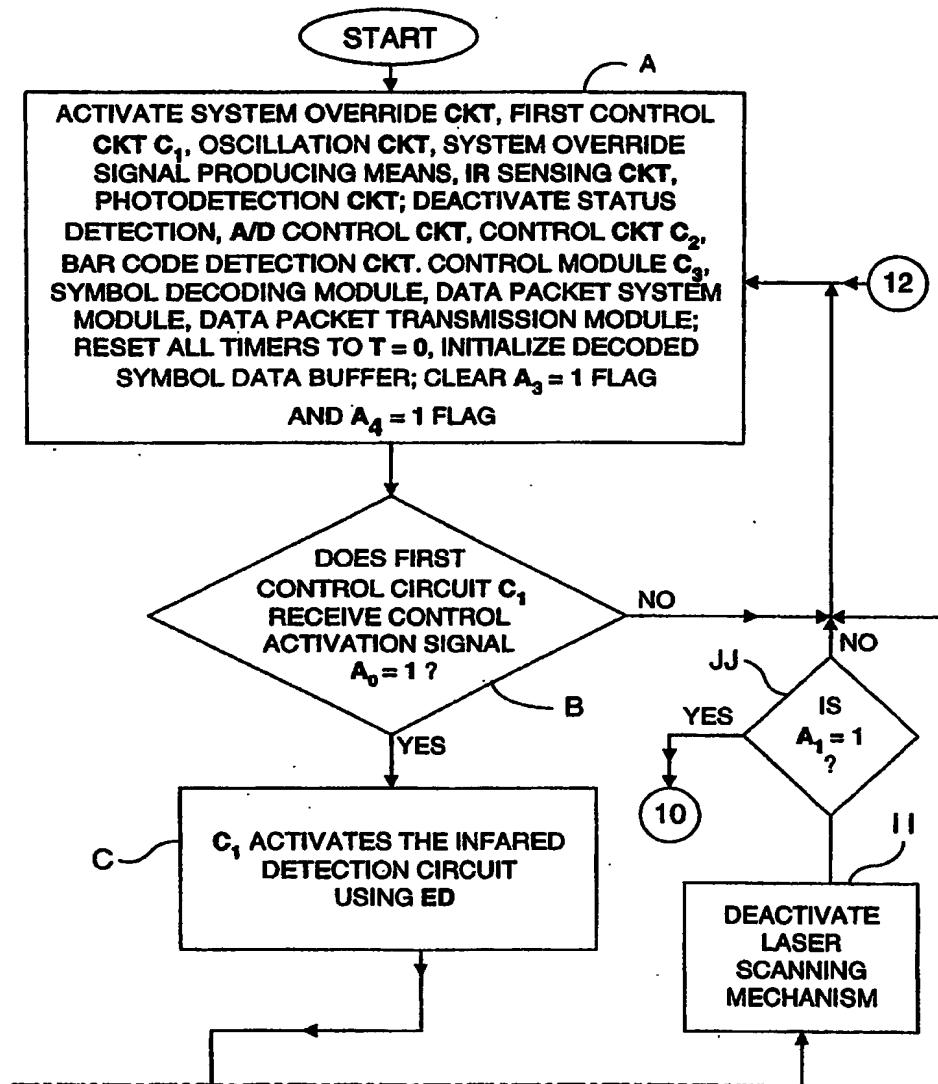 START
A
ACTIVATE SYSTEM OVERRIDE CKT, FIRST CONTROL
CKT C₁, OSCILLATION CKT, SYSTEM OVERRIDE
SIGNAL PRODUCING MEANS, IR SENSING CKT,
PHOTODETECTION CKT; DEACTIVATE STATUS
DETECTION, A/D CONTROL CKT, CONTROL CKT C₂,
BAR CODE DETECTION CKT. CONTROL MODULE C₃,
SYMBOL DECODING MODULE, DATA PACKET SYSTEM
MODULE, DATA PACKET TRANSMISSION MODULE;
RESET ALL TIMERS TO T = 0, INITIALIZE DECODED
SYMBOL DATA BUFFER; CLEAR A₃ = 1 FLAG
AND A₄ = 1 FLAG
12
DOES FIRST
CONTROL CIRCUIT C₁
RECEIVE CONTROL
ACTIVATION SIGNAL
A₀ = 1 ?
NO
B
YES
NO
JJ
IS
A₁ = 1
?
YES
10
C
C₁ ACTIVATES THE INFARED
DETECTION CIRCUIT
USING ED
II
DEACTIVATE
LASER
SCANNING
MECHANISM